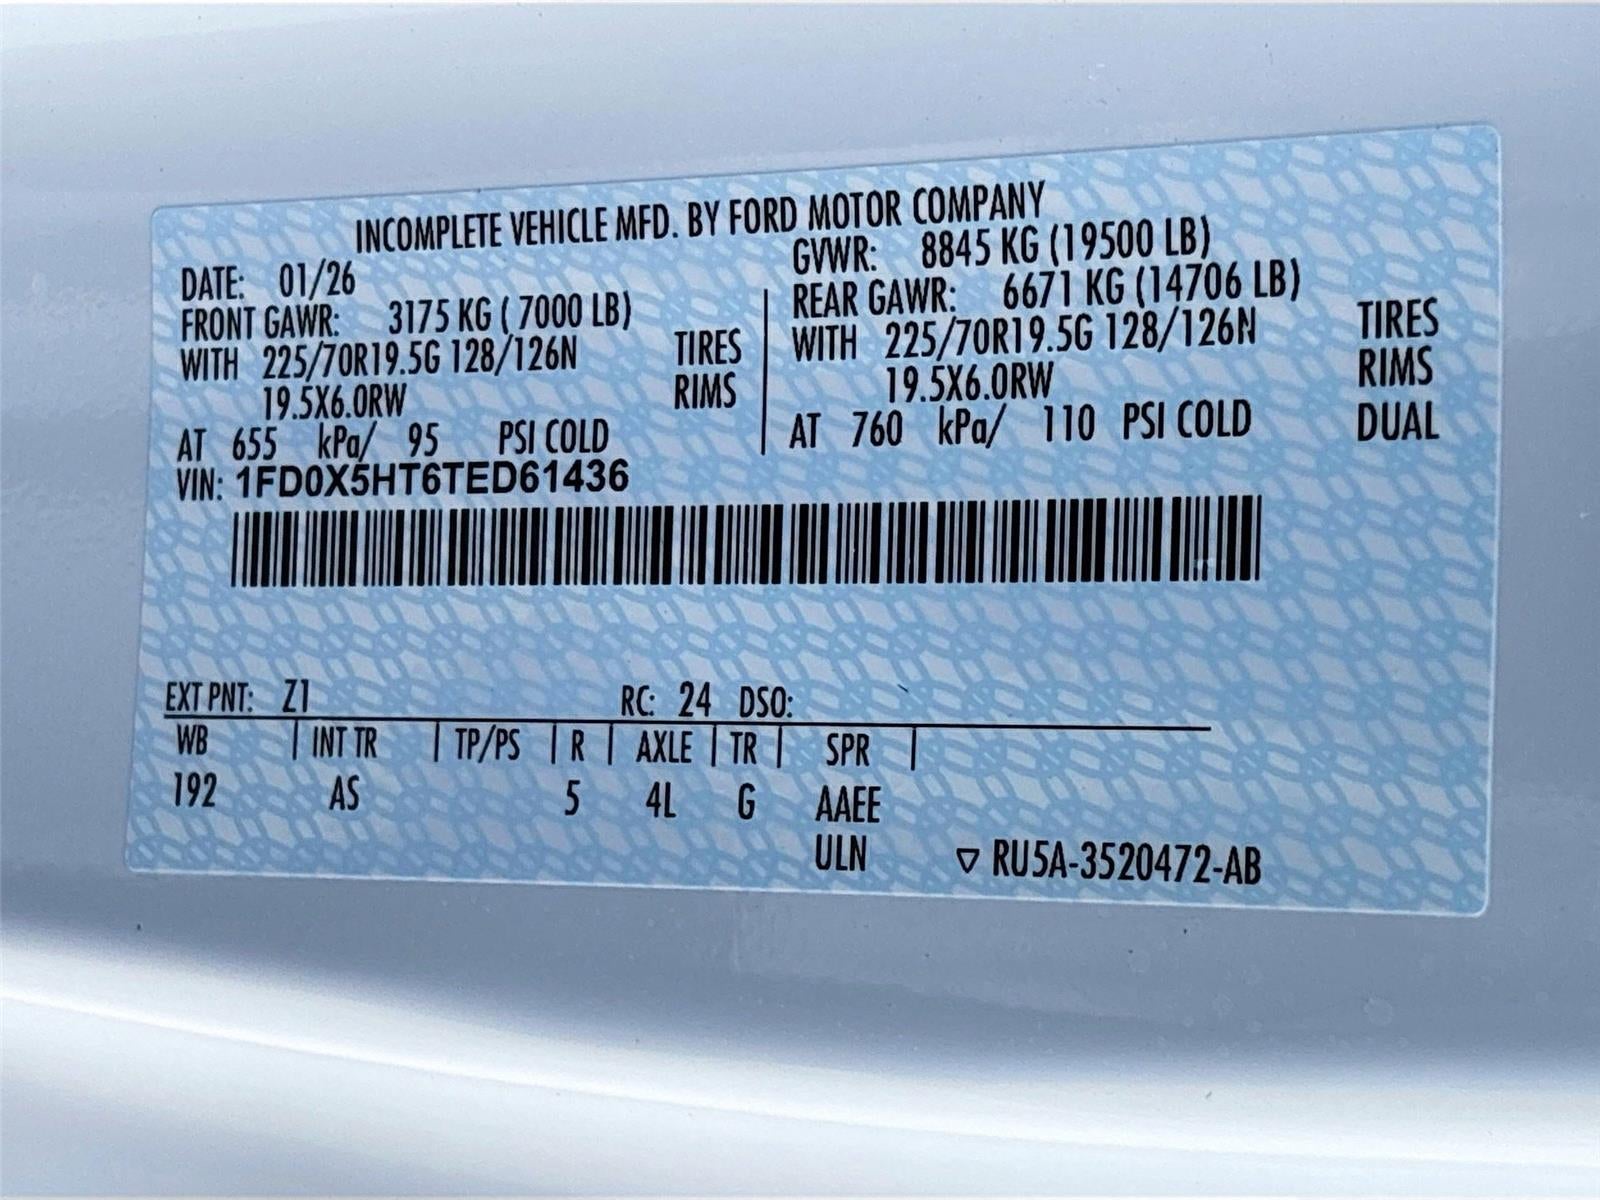 INCOMPLETE VEHICLE MFD. BY FORD MOTOR COMPANY
DATE: 01/26
FRONT GAWR: 3175 KG ( 7000 LB)
WITH 225/70R19.5G 128/126N TIRES
19.5X6.0RW RIMS
AT 655 kPa/ 95 PSI COLD
GVWR: 8845 KG (19500 LB)
REAR GAWR: 6671 KG (14706 LB)
WITH 225/70R19.5G 128/126N TIRES
19.5X6.0RW RIMS
AT 760 kPa/ 110 PSI COLD DUAL
VIN: 1FD0X5HT6TED61436
EXT PNT: Z1 RC: 24 DSO:
WB | INT TR | TP/PS | R | AXLE | TR | SPR |
192 AS 5 4L G AAEE
ULN ▽ RU5A-3520472-AB